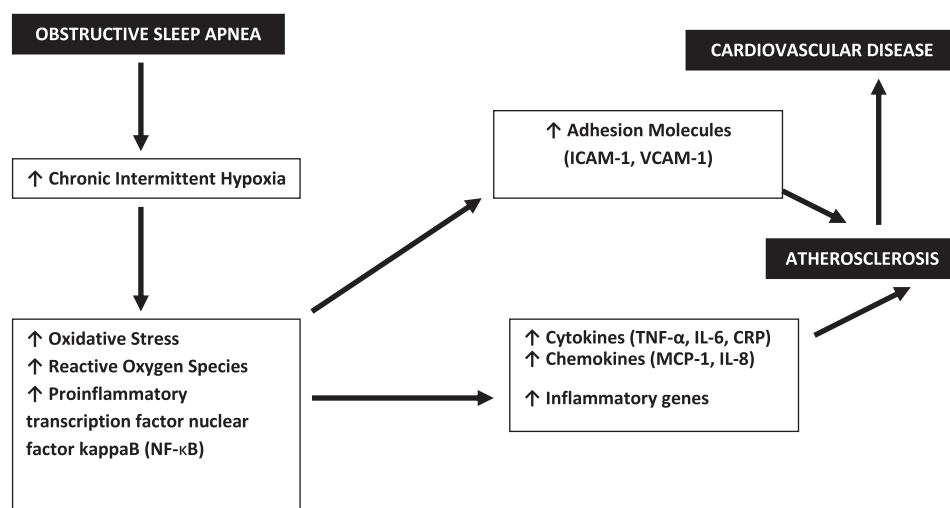 OBSTRUCTIVE SLEEP APNEA
↑ Chronic Intermittent Hypoxia
↑ Oxidative Stress
↑ Reactive Oxygen Species
↑ Proinflammatory
transcription factor nuclear
factor kappaB (NF-κB)
↑ Adhesion Molecules
(ICAM-1, VCAM-1)
↑ Cytokines (TNF-α, IL-6, CRP)
↑ Chemokines (MCP-1, IL-8)
↑ Inflammatory genes
ATHEROSCLEROSIS
CARDIOVASCULAR DISEASE